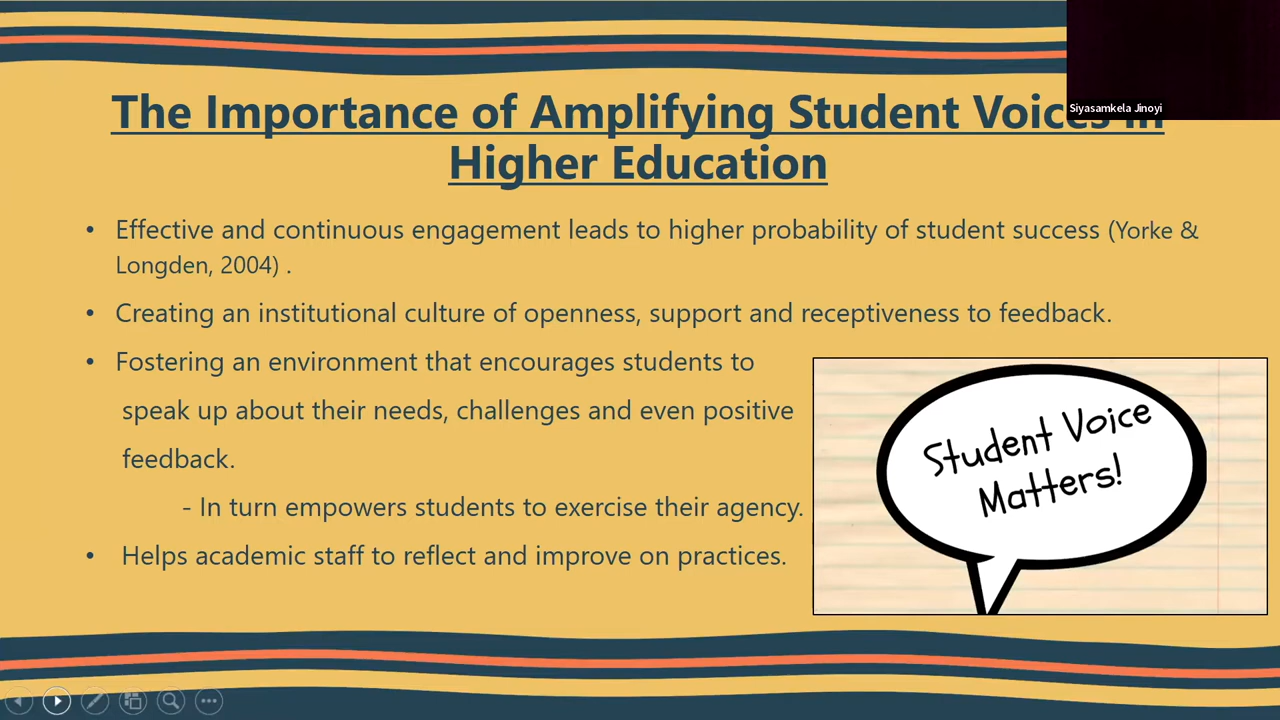 Siyasamkela Jinoyi
The Importance of Amplifying Student Voices in
Higher Education
• Effective and continuous engagement leads to higher probability of student success (Yorke &
Longden, 2004) .
• Creating an institutional culture of openness, support and receptiveness to feedback.
• Fostering an environment that encourages students to
speak up about their needs, challenges and even positive
feedback.
- In turn empowers students to exercise their agency.
• Helps academic staff to reflect and improve on practices.
Student Voice
Matters!